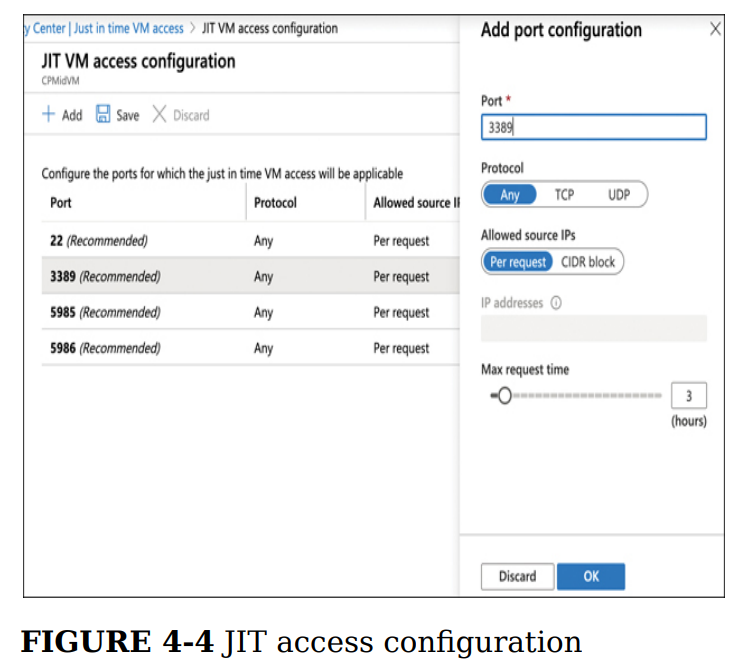 y Center | Just in time VM access > JIT VM access configuration
JIT VM access configuration
CPMidVM
Add Save Discard
Configure the ports for which the just in time VM access will be applicable
Port Protocol Allowed source IP
22 (Recommended) Any Per request
3389 (Recommended) Any Per request
5985 (Recommended) Any Per request
5986 (Recommended) Any Per request
Add port configuration
Port *
3389
Protocol
Any TCP UDP
Allowed source IPs
Per request CIDR block
IP addresses
Max request time
3
(hours)
Discard OK
FIGURE 4-4 JIT access configuration